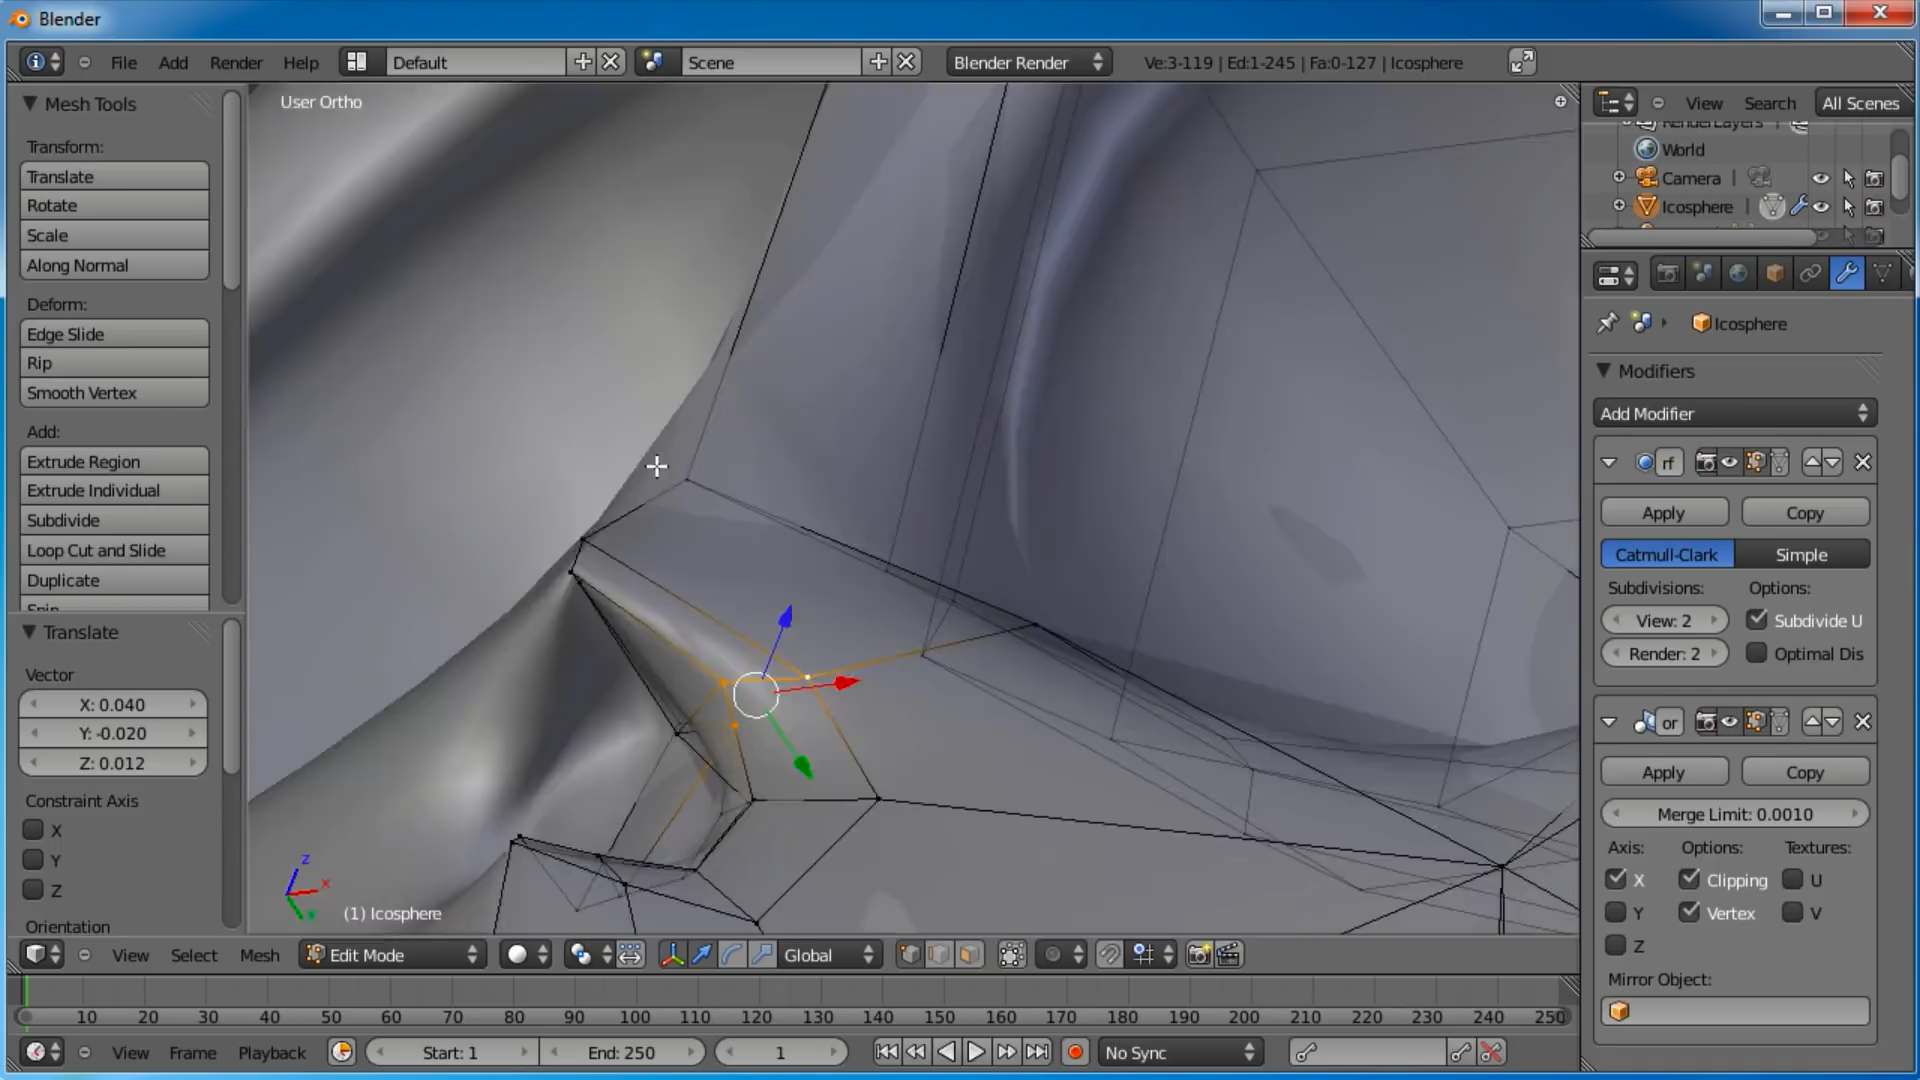 Blender
File Add Render Help Default Scene Blender Render Ve:3-119 | Ed:1-245 | Fa:0-127 | Icosphere
Mesh Tools
Transform:
Translate
Rotate
Scale
Along Normal
Deform:
Edge Slide
Rip
Smooth Vertex
Add:
Extrude Region
Extrude Individual
Subdivide
Loop Cut and Slide
Duplicate
Spin
Translate
Vector
X: 0.040
Y: -0.020
Z: 0.012
Constraint Axis
X
Y
Z
Orientation
User Ortho
z
x
(1) Icosphere
View Select Mesh Edit Mode Global
10 20 30 40 50 60 70 80 90 100 110 120 130 140 150 160 170 180 190 200 210 220 230 240 250
View Frame Playback Start: 1 End: 250 1 No Sync
View Search All Scenes
RenderLayers |
World
Camera |
Icosphere |
Icosphere
Modifiers
Add Modifier
rf
Apply Copy
Catmull-Clark Simple
Subdivisions: Options:
View: 2 Subdivide U
Render: 2 Optimal Dis
or
Apply Copy
Merge Limit: 0.0010
Axis: Options: Textures:
X Clipping U
Y Vertex V
Z
Mirror Object: